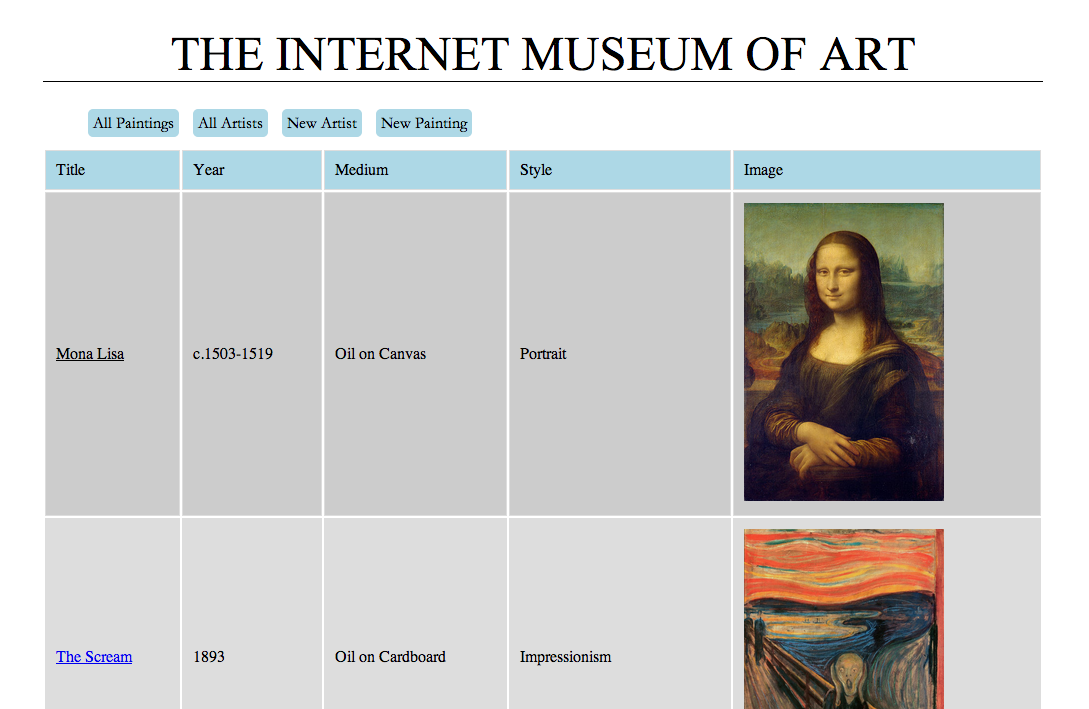 THE INTERNET MUSEUM OF ART
All Paintings All Artists New Artist New Painting
Title Year Medium Style Image
Mona Lisa c.1503-1519 Oil on Canvas Portrait
The Scream 1893 Oil on Cardboard Impressionism